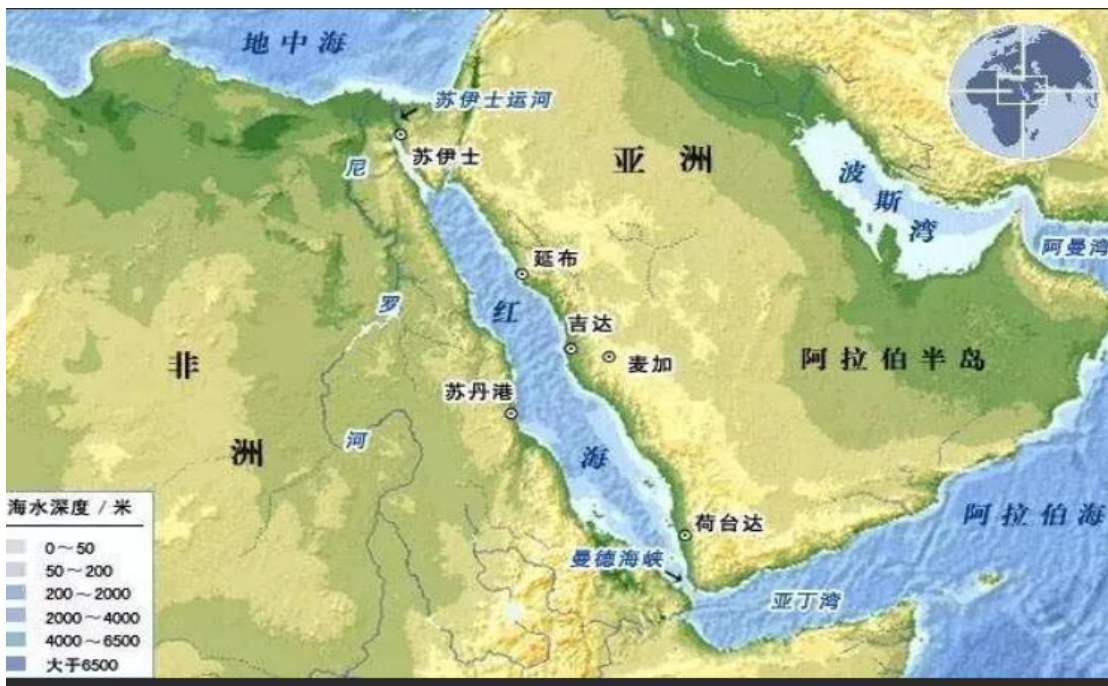 地中海
苏伊士运河
苏伊士
尼
罗
河
亚洲
波斯湾
阿曼湾
延布
红
海
吉达
麦加
阿拉伯半岛
非
洲
苏丹港
荷台达
曼德海峡
亚丁湾
阿拉伯海
海水深度 / 米
0～50
50～200
200～2000
2000～4000
4000～6500
大于6500